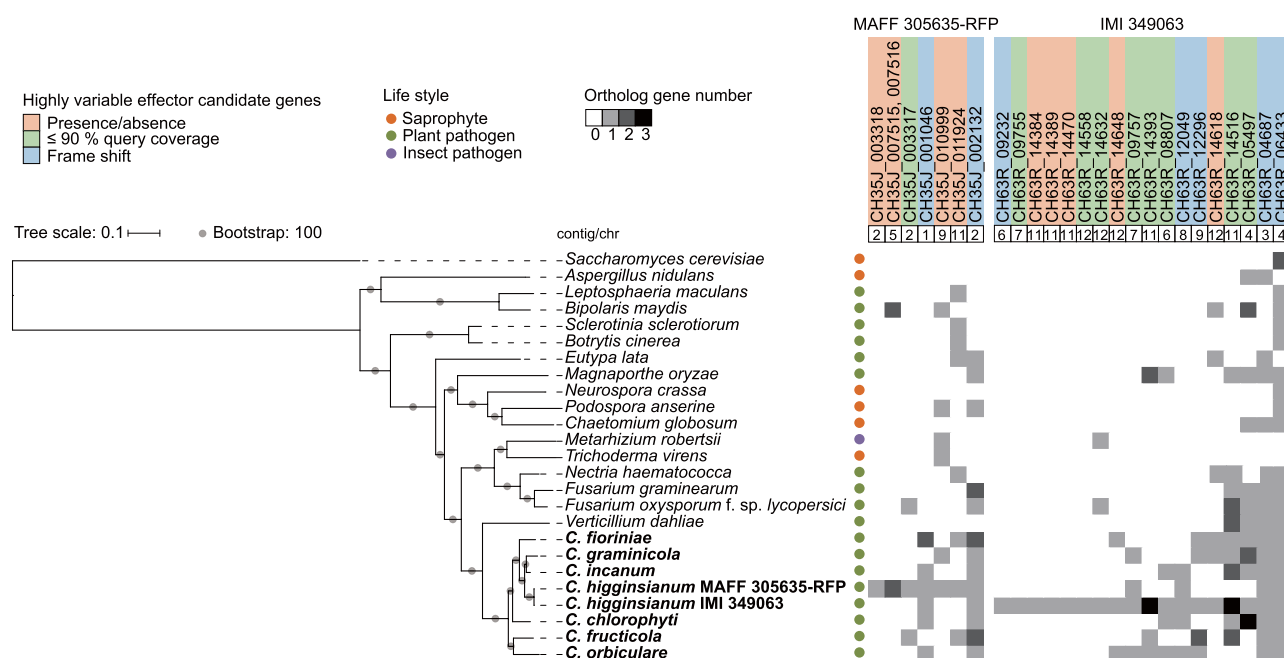 MAFF 305635-RFP
IMI 349063
Highly variable effector candidate genes
Presence/absence
≤ 90 % query coverage
Frame shift
Life style
Saprophyte
Plant pathogen
Insect pathogen
Ortholog gene number
0 1 2 3
CH35J_003318
CH35J_007515, 007516
CH35J_003317
CH35J_001046
CH35J_010999
CH35J_011924
CH35J_002132
CH63R_09232
CH63R_09755
CH63R_14384
CH63R_14389
CH63R_14470
CH63R_14558
CH63R_14632
CH63R_14648
CH63R_09757
CH63R_14393
CH63R_08807
CH63R_12049
CH63R_12296
CH63R_14618
CH63R_14516
CH63R_05497
CH63R_04687
Tree scale: 0.1
Bootstrap: 100
contig/chr
2 5 2 1 9 11 2
6 7 11 11 11 12 12 12 7 11 6 8 9 12 11 4 3 4
Saccharomyces cerevisiae
Aspergillus nidulans
Leptosphaeria maculans
Bipolaris maydis
Sclerotinia sclerotiorum
Botrytis cinerea
Eutypa lata
Magnaporthe oryzae
Neurospora crassa
Podospora anserine
Chaetomium globosum
Metarhizium robertsii
Trichoderma virens
Nectria haematococca
Fusarium graminearum
Fusarium oxysporum f. sp. lycopersici
Verticillium dahliae
C. fioriniae
C. graminicola
C. incanum
C. higginsianum MAFF 305635-RFP
C. higginsianum IMI 349063
C. chlorophyti
C. fructicola
C. orbiculare